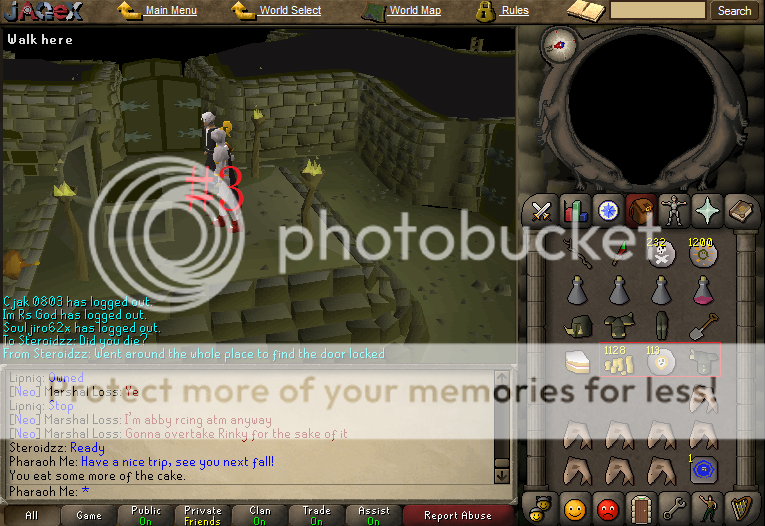 JAGeX Main Menu World Select World Map Rules Search
Walk here
232 1200
#3
photobucket
Cjak 0803 has logged out.
Im Rs God has logged out.
Soul jiro62x has logged out.
To Steroidzz: Did you die?
From Steroidzz: Went around the whole place to find the door locked
1128 113
Protect more of your memories for less!
Lipnig: Owned
[Neo] Marshal Loss: Ye
Lipnig: Stop
[Neo] Marshal Loss: I'm abby rcing atm anyway
[Neo] Marshal Loss: Gonna overtake Rinky for the sake of it
Steroidzz: Ready
Pharaoh Me: Have a nice trip, see you next fall!
You eat some more of the cake.
Pharaoh Me: *
1
All Game Public On Private Friends Clan On Trade On Assist On Report Abuse